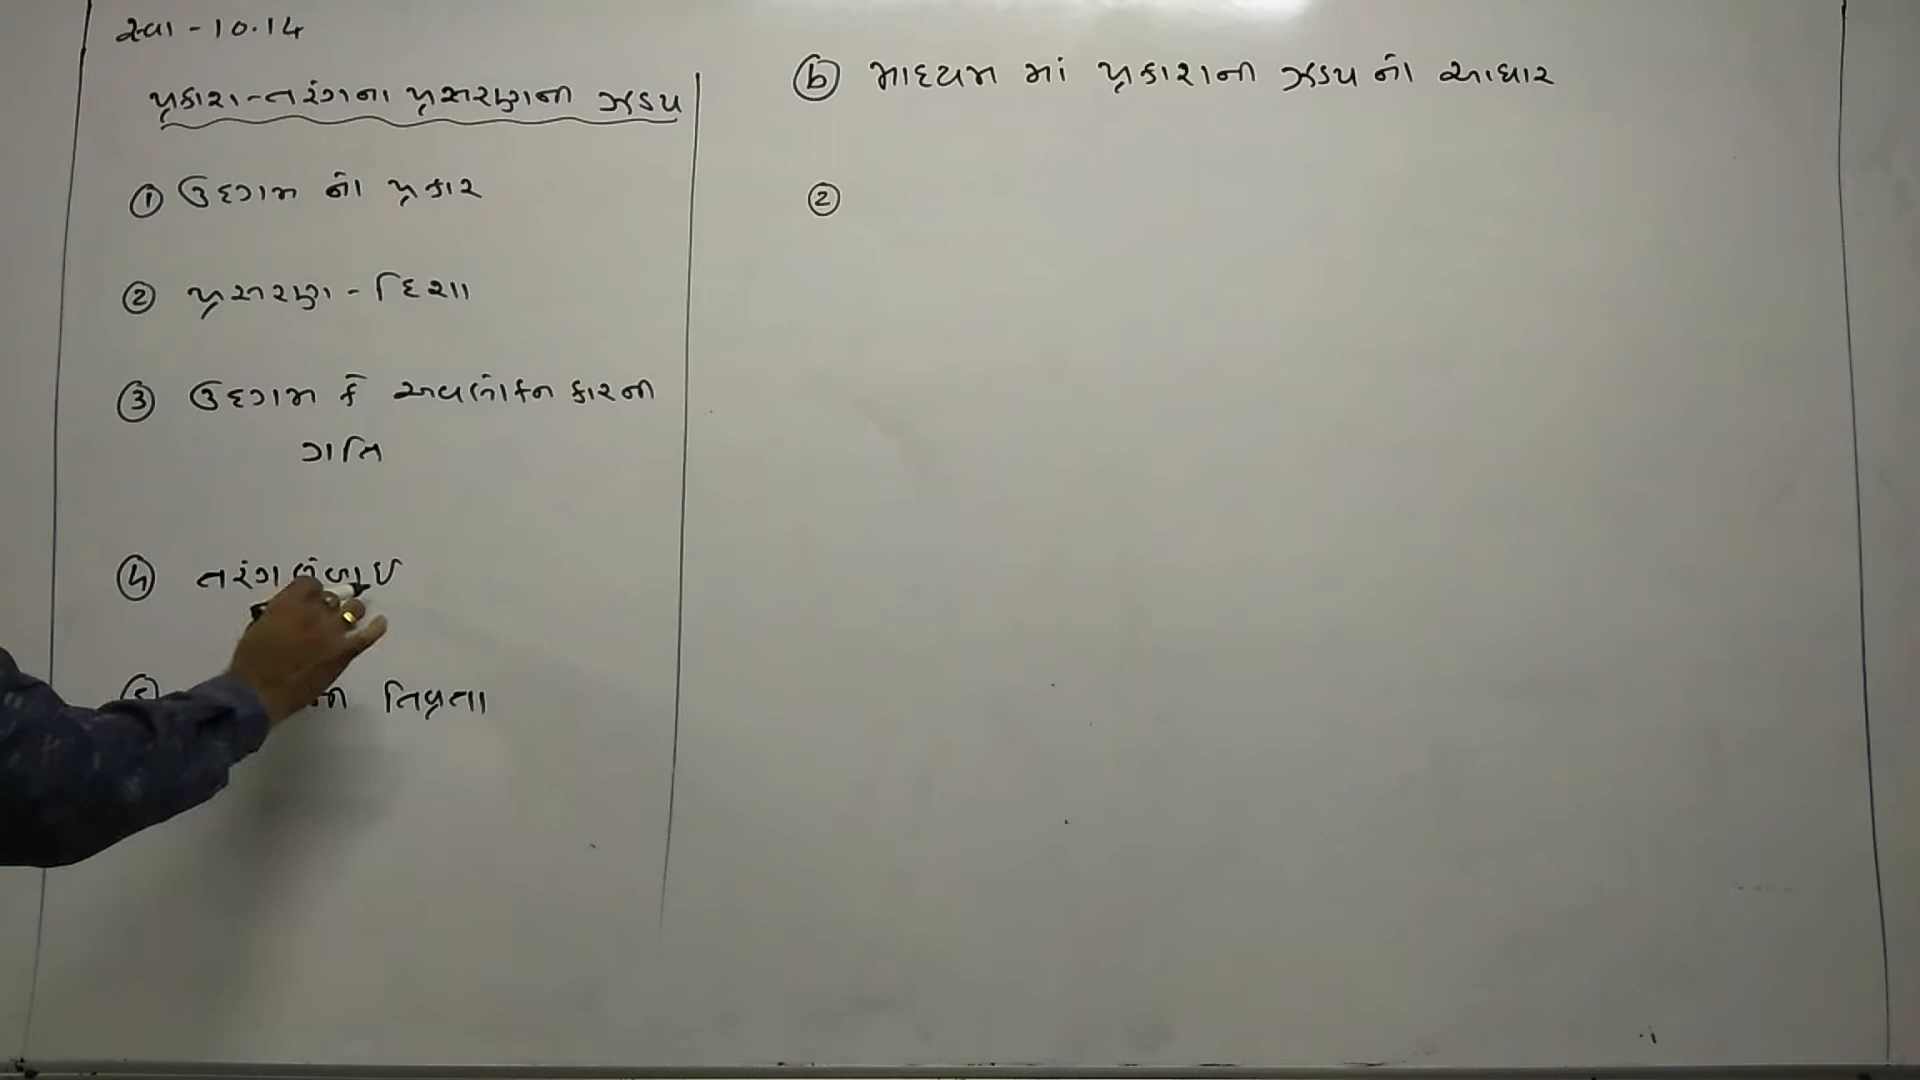 સ્વા - 10.14
પ્રકાશ-તરંગના પ્રસરણની ઝડપ
① ઉદગમ નો પ્રકાર
② પ્રસરણ - દિશા
③ ઉદગમ કે અવલોકન કારની
ગતિ
④ તરંગલંબાઈ
⑤ તિવ્રતા
ⓑ માધ્યમ માં પ્રકાશની ઝડપ નો આધાર
②